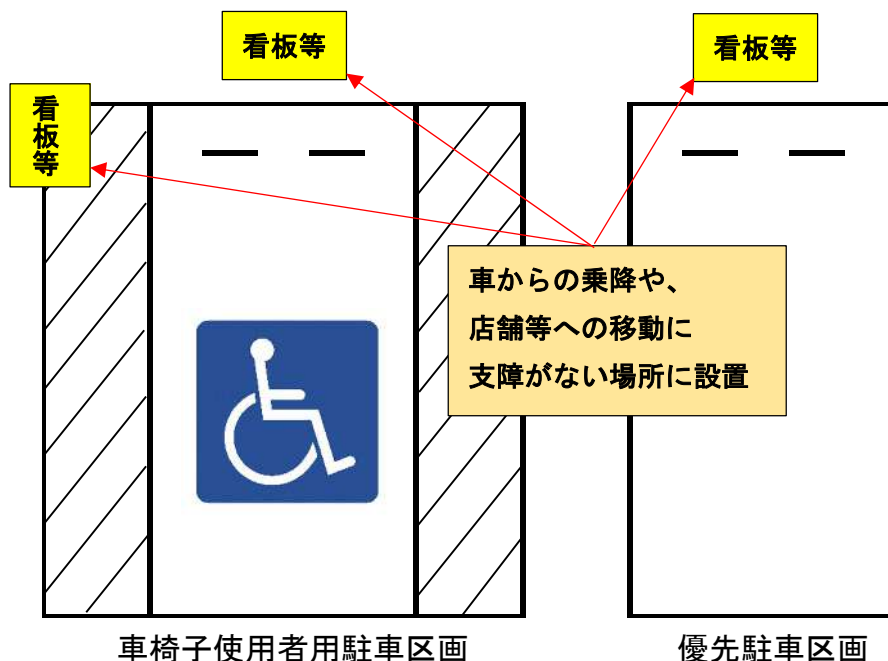 看板等
看板等
看板等
車からの乗降や、
店舗等への移動に
支障がない場所に設置
車椅子使用者用駐車区画
優先駐車区画